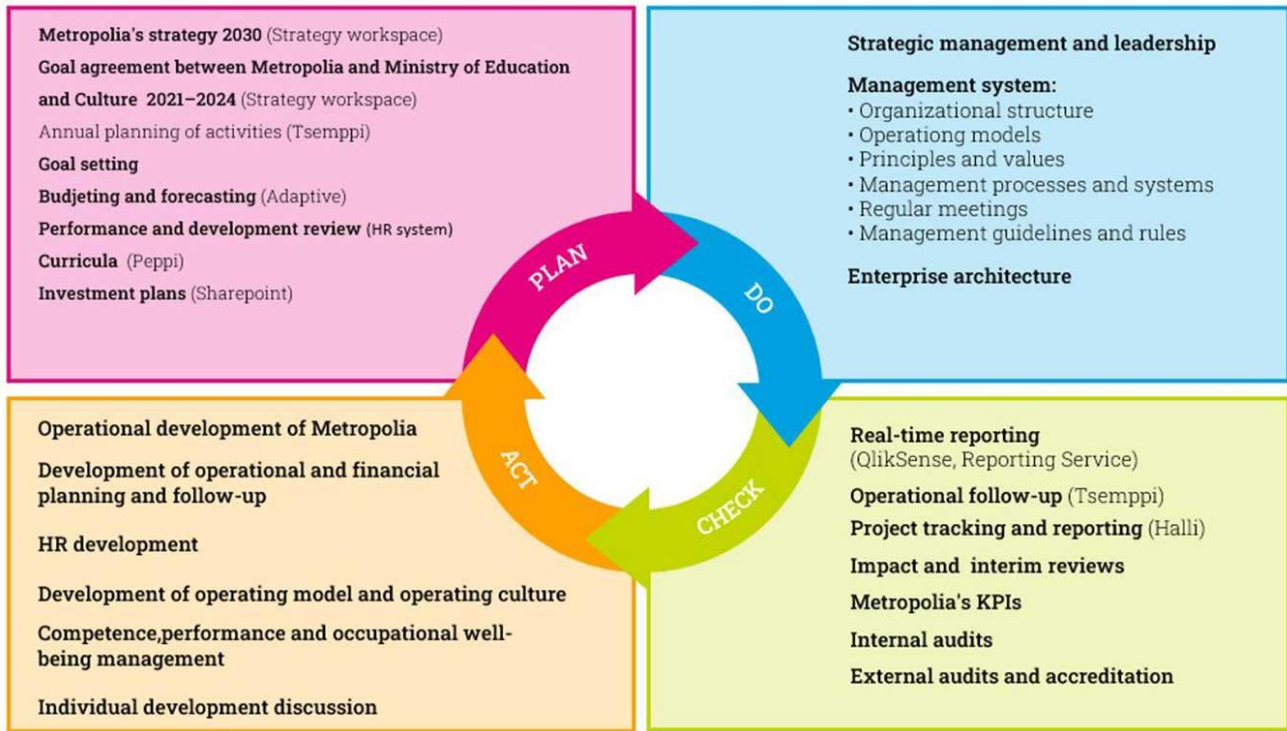 Metropolia's strategy 2030 (Strategy workspace)
Goal agreement between Metropolia and Ministry of Education
and Culture 2021–2024 (Strategy workspace)
Annual planning of activities (Tsemppi)
Goal setting
Budjeting and forecasting (Adaptive)
Performance and development review (HR system)
Curricula (Peppi)
Investment plans (Sharepoint)
Strategic management and leadership
Management system:
• Organizational structure
• Operationg models
• Principles and values
• Management processes and systems
• Regular meetings
• Management guidelines and rules
Enterprise architecture
PLAN
DO
ACT
CHECK
Operational development of Metropolia
Development of operational and financial
planning and follow-up
HR development
Development of operating model and operating culture
Competence,performance and occupational well-
being management
Individual development discussion
Real-time reporting
(QlikSense, Reporting Service)
Operational follow-up (Tsemppi)
Project tracking and reporting (Halli)
Impact and interim reviews
Metropolia's KPIs
Internal audits
External audits and accreditation